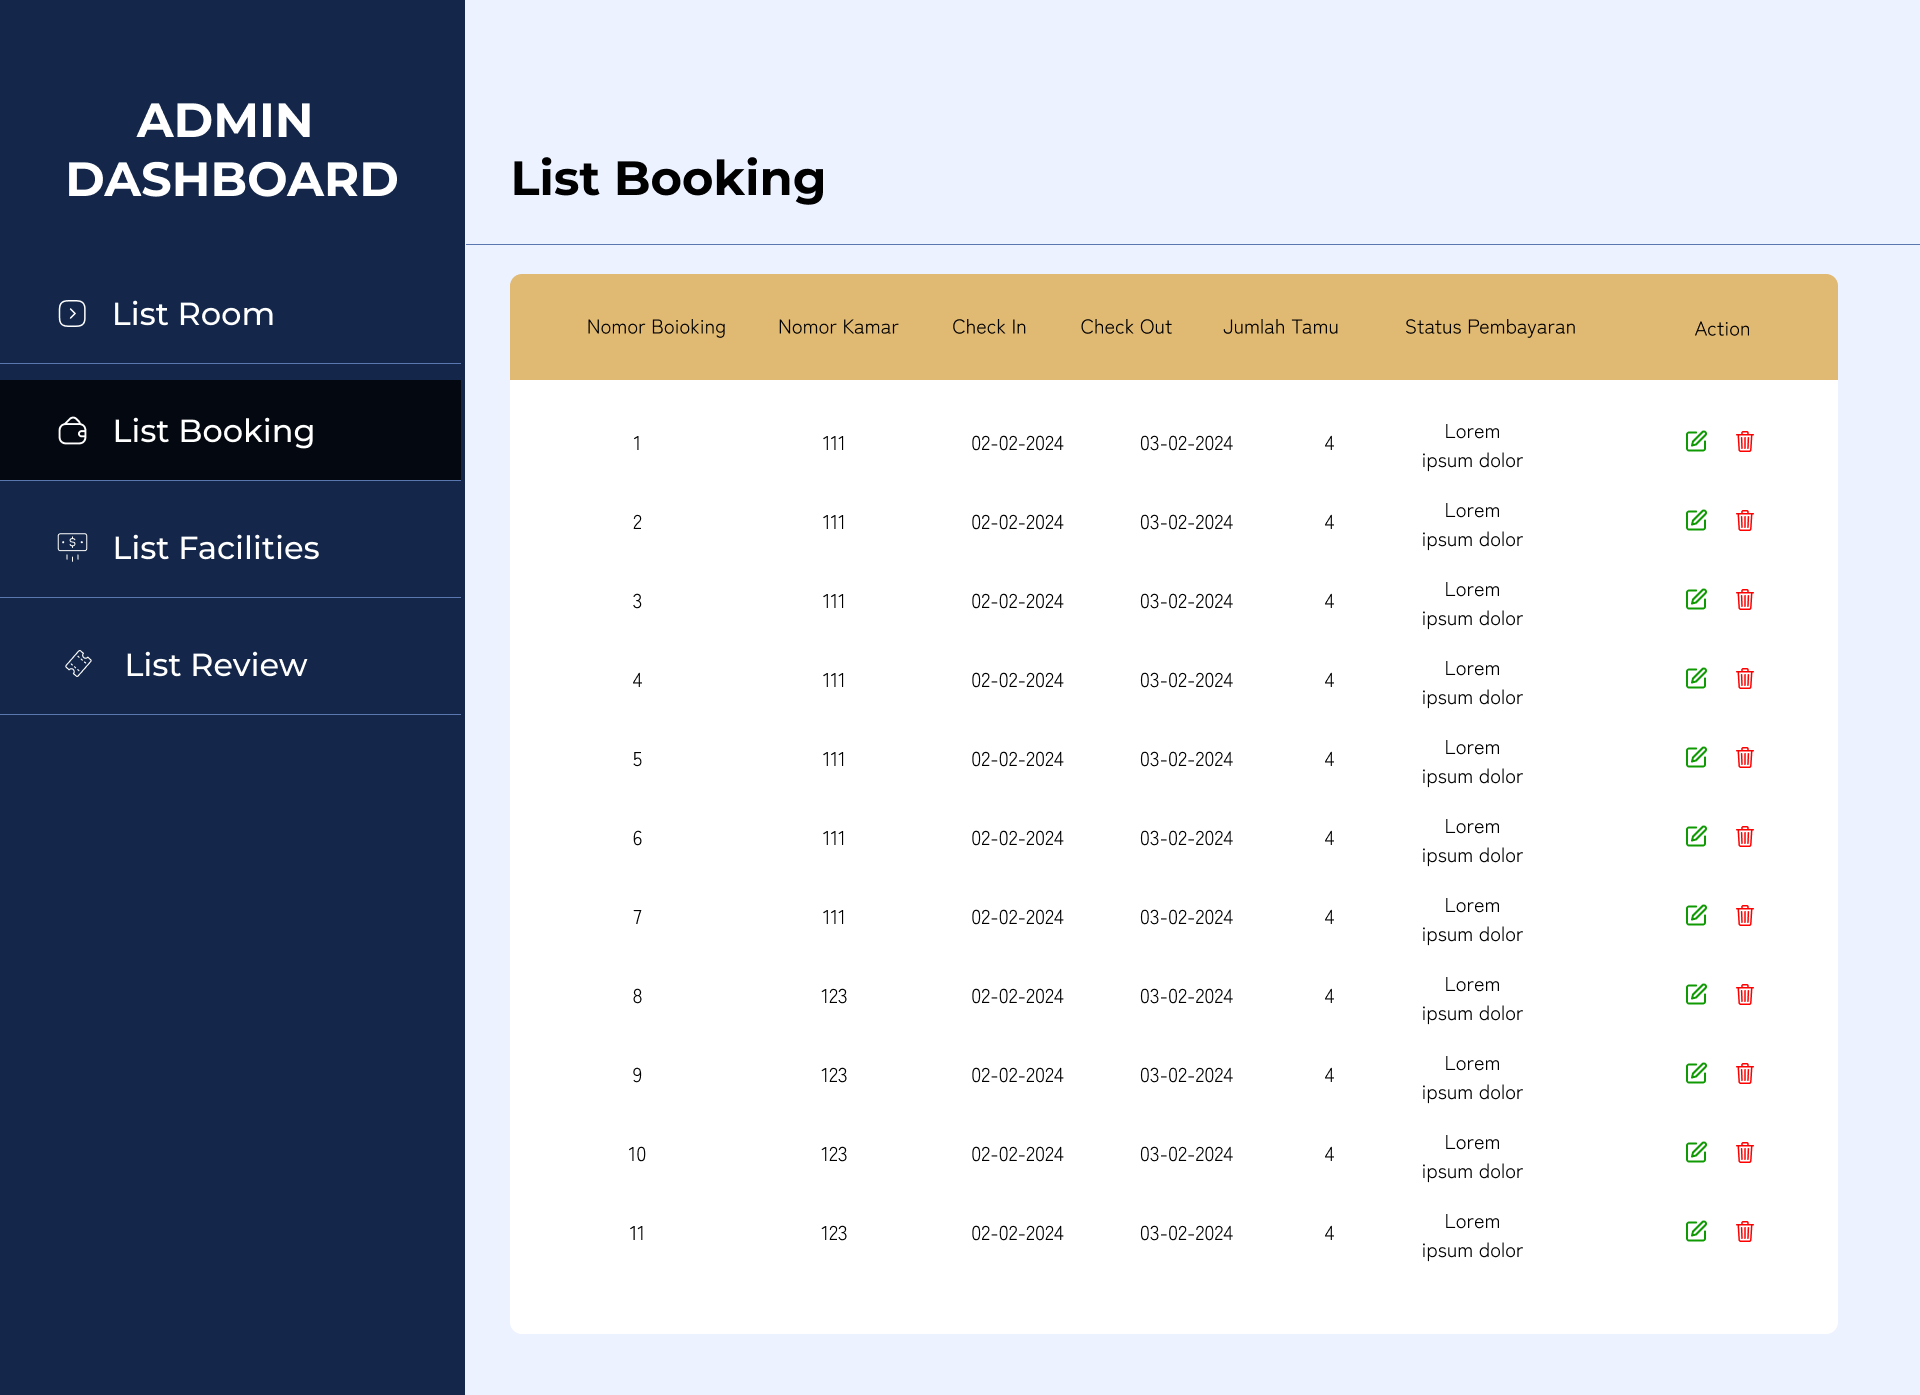 ADMIN
DASHBOARD
List Room
List Booking
List Facilities
List Review
List Booking
Nomor Boioking Nomor Kamar Check In Check Out Jumlah Tamu Status Pembayaran Action
1 111 02-02-2024 03-02-2024 4 Lorem
ipsum dolor
2 111 02-02-2024 03-02-2024 4 Lorem
ipsum dolor
3 111 02-02-2024 03-02-2024 4 Lorem
ipsum dolor
4 111 02-02-2024 03-02-2024 4 Lorem
ipsum dolor
5 111 02-02-2024 03-02-2024 4 Lorem
ipsum dolor
6 111 02-02-2024 03-02-2024 4 Lorem
ipsum dolor
7 111 02-02-2024 03-02-2024 4 Lorem
ipsum dolor
8 123 02-02-2024 03-02-2024 4 Lorem
ipsum dolor
9 123 02-02-2024 03-02-2024 4 Lorem
ipsum dolor
10 123 02-02-2024 03-02-2024 4 Lorem
ipsum dolor
11 123 02-02-2024 03-02-2024 4 Lorem
ipsum dolor